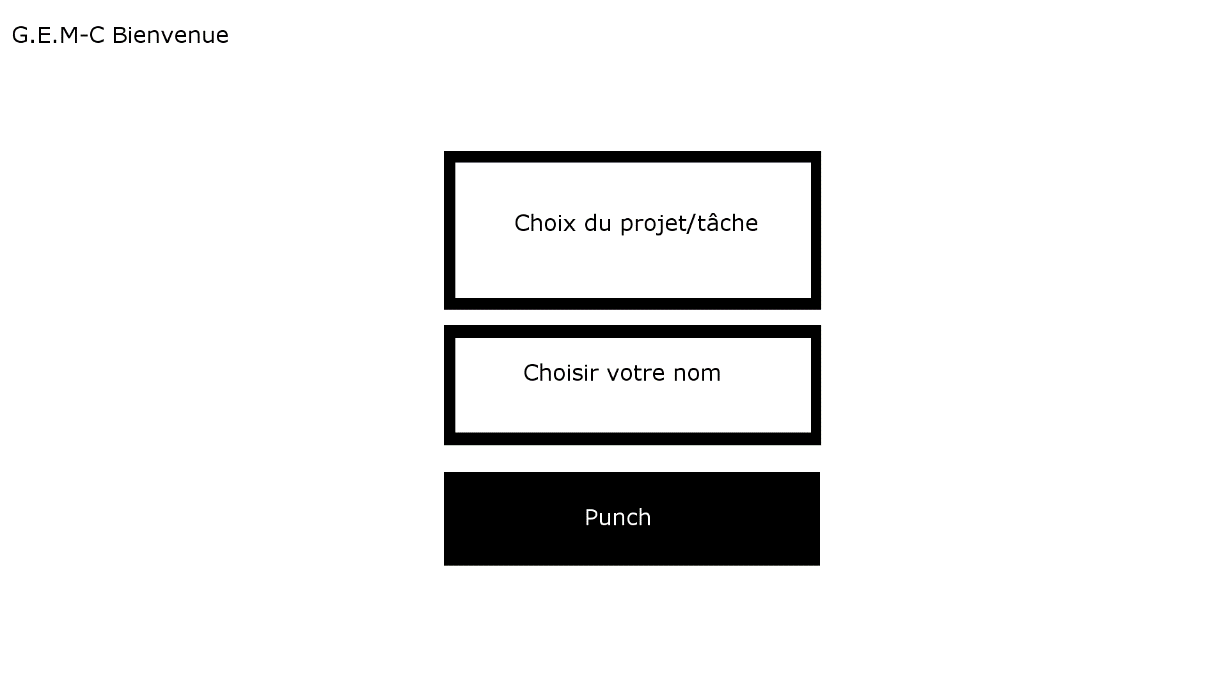 G.E.M-C Bienvenue
Choix du projet/tâche
Choisir votre nom
Punch